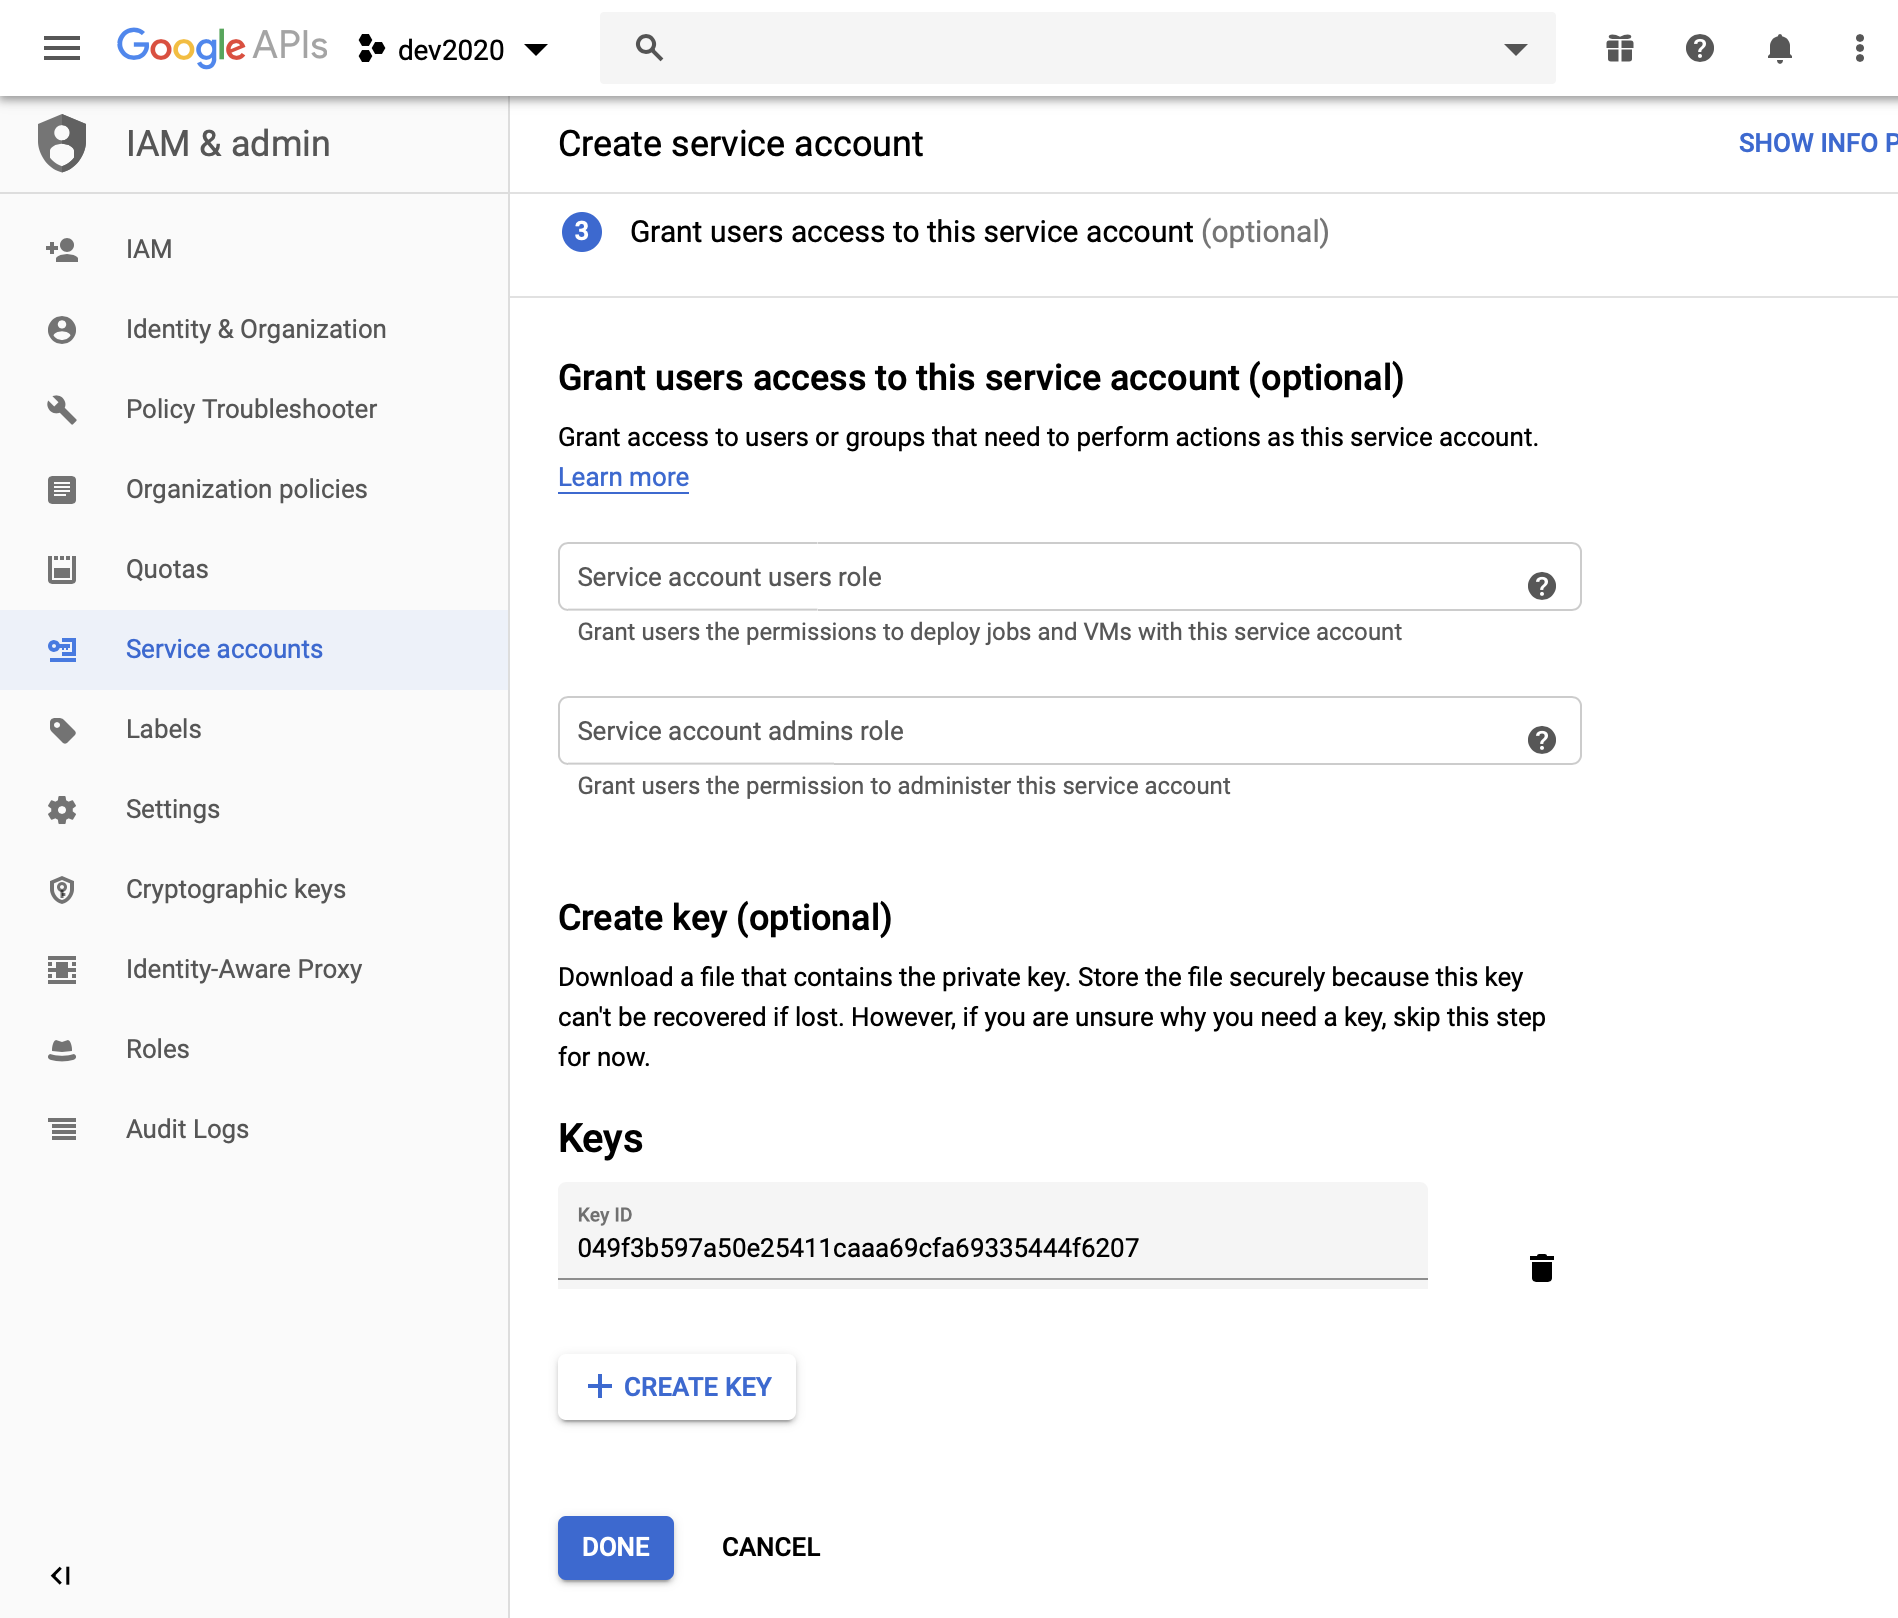 Google APIs
dev2020
IAM & admin
Create service account
SHOW INFO P
3 Grant users access to this service account (optional)
IAM
Identity & Organization
Policy Troubleshooter
Organization policies
Quotas
Service accounts
Labels
Settings
Cryptographic keys
Identity-Aware Proxy
Roles
Audit Logs
Grant users access to this service account (optional)
Grant access to users or groups that need to perform actions as this service account.
Learn more
Service account users role
Grant users the permissions to deploy jobs and VMs with this service account
Service account admins role
Grant users the permission to administer this service account
Create key (optional)
Download a file that contains the private key. Store the file securely because this key
can't be recovered if lost. However, if you are unsure why you need a key, skip this step
for now.
Keys
Key ID
049f3b597a50e25411caaa69cfa69335444f6207
CREATE KEY
DONE
CANCEL